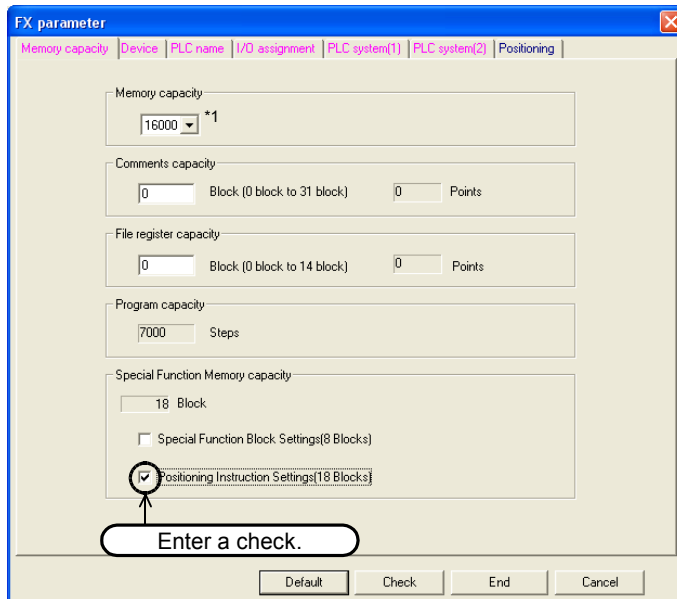 FX parameter
Memory capacity Device PLC name I/O assignment PLC system(1) PLC system(2) Positioning
Memory capacity
16000 *1
Comments capacity
0 Block (0 block to 31 block) 0 Points
File register capacity
0 Block (0 block to 14 block) 0 Points
Program capacity
7000 Steps
Special Function Memory capacity
18 Block
Special Function Block Settings(8 Blocks)
Positioning Instruction Settings(18 Blocks)
Enter a check.
Default Check End Cancel